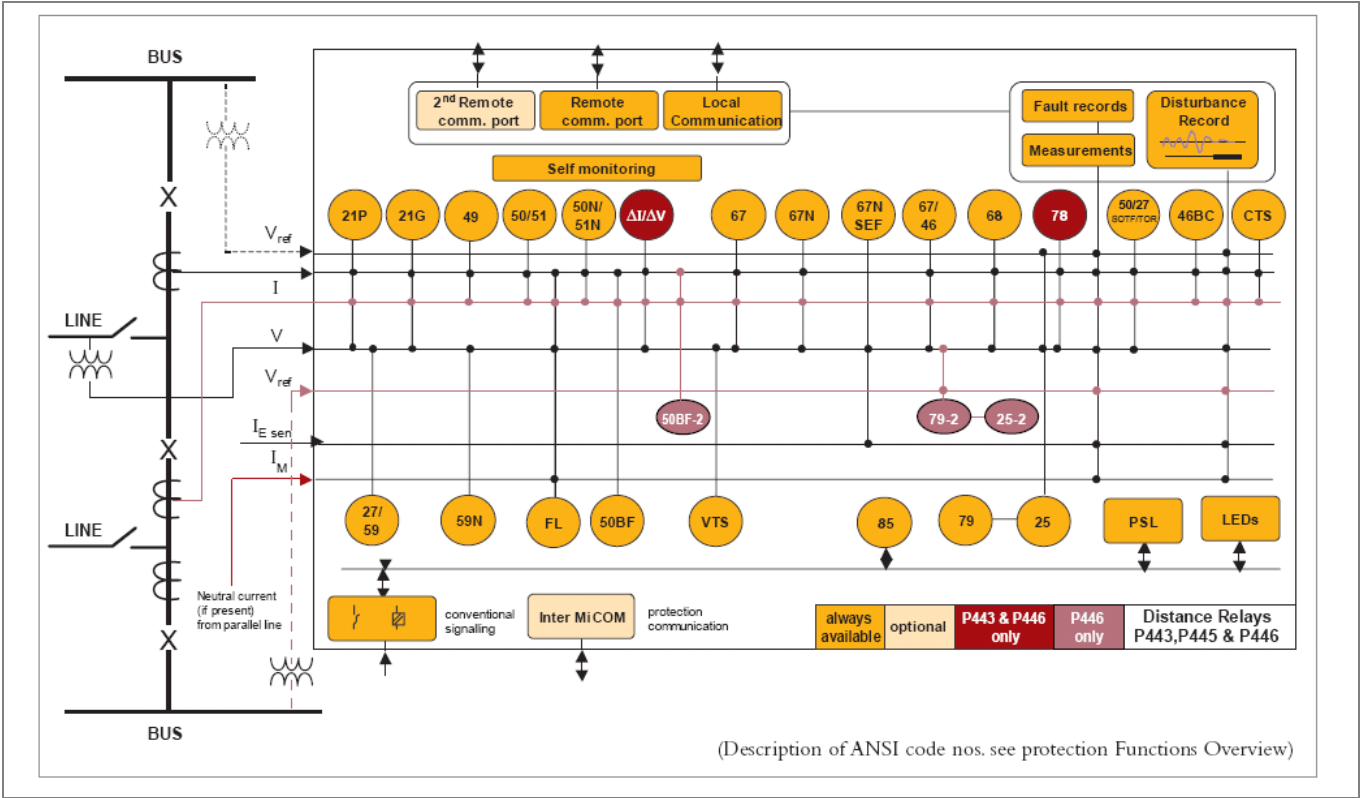 BUS
2nd Remote
comm. port
Remote
comm. port
Local
Communication
Fault records
Measurements
Disturbance
Record
Self monitoring
21P
21G
49
50/51
50N/
51N
ΔI/ΔV
67
67N
67N
SEF
67/
46
68
78
50/27
SOTF/TOR
46BC
CTS
Vref
I
LINE
V
Vref
50BF-2
79-2
25-2
IE sen
IM
LINE
27/
59
59N
FL
50BF
VTS
85
79
25
PSL
LEDs
Neutral current
(if present)
from parallel line
conventional
signalling
Inter MiCOM
protection
communication
always
available
optional
P443 & P446
only
P446
only
Distance Relays
P443,P445 & P446
BUS
(Description of ANSI code nos. see protection Functions Overview)